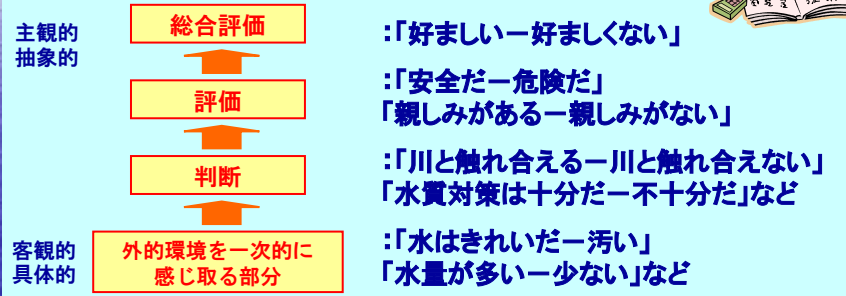 主観的
抽象的
総合評価
:「好ましいー好ましくない」
評価
:「安全だー危険だ」
「親しみがあるー親しみがない」
判断
:「川と触れ合えるー川と触れ合えない」
「水質対策は十分だー不十分だ」など
客観的
具体的
外的環境を一次的に
感じ取る部分
:「水はきれいだー汚い」
「水量が多いー少ない」など